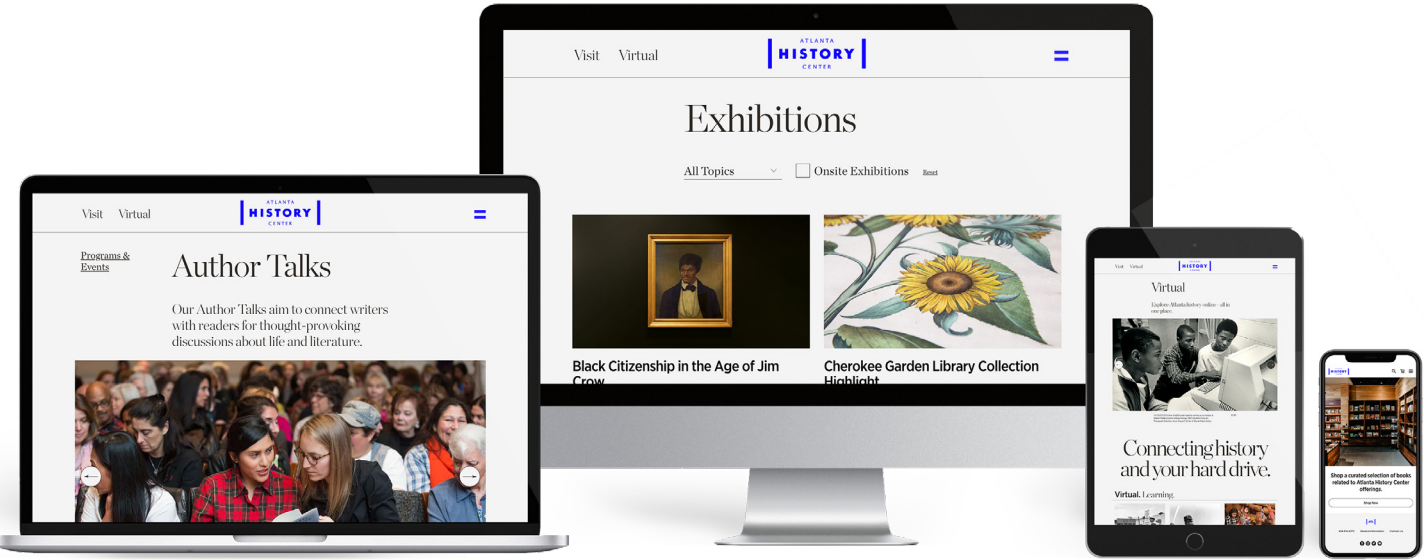 Visit Virtual
ATLANTA
HISTORY
CENTER
Programs &
Events
Author Talks
Our Author Talks aim to connect writers
with readers for thought-provoking
discussions about life and literature.
Visit Virtual
ATLANTA
HISTORY
CENTER
Exhibitions
All Topics
Onsite Exhibitions
Reset
Black Citizenship in the Age of Jim
Crow
Cherokee Garden Library Collection
Highlight
Visit Virtual
HISTORY
Virtual
Explore Atlanta history online - all in
one place.
Connecting history
and your hard drive.
Virtual. Learning.
HISTORY
Shop a curated selection of books
related to Atlanta History Center
offerings.
Shop Now